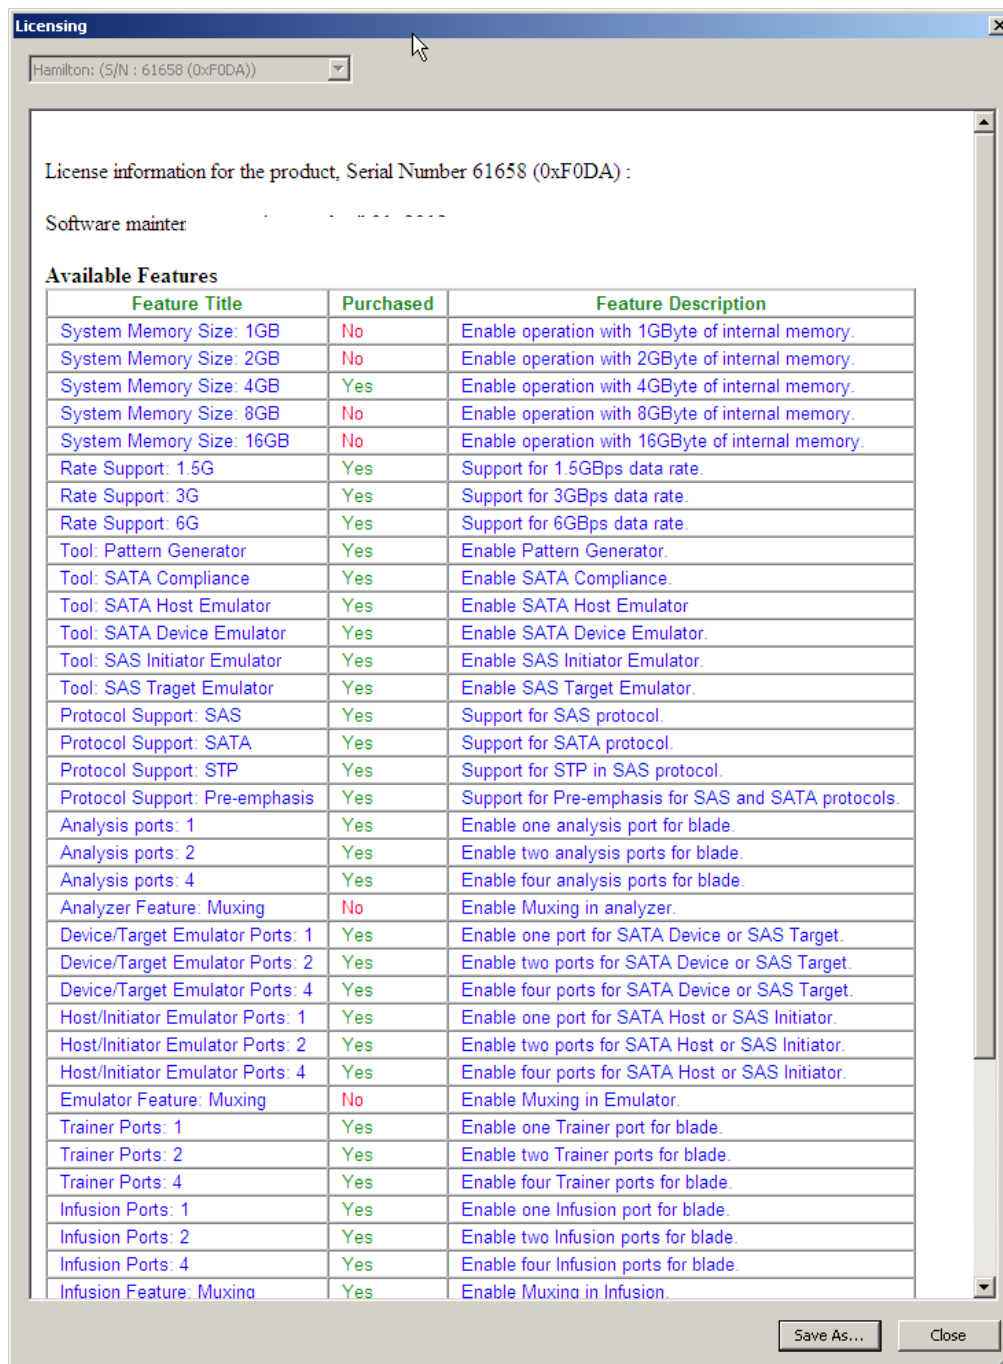 Licensing
Hamilton: (S/N : 61658 (0xF0DA))
License information for the product, Serial Number 61658 (0xF0DA) :
Software
Available Features
Feature Title Purchased Feature Description
System Memory Size: 1GB No Enable operation with 1GByte of internal memory.
System Memory Size: 2GB No Enable operation with 2GByte of internal memory.
System Memory Size: 4GB Yes Enable operation with 4GByte of internal memory.
System Memory Size: 8GB No Enable operation with 8GByte of internal memory.
System Memory Size: 16GB No Enable operation with 16GByte of internal memory.
Rate Support: 1.5G Yes Support for 1.5GBps data rate.
Rate Support: 3G Yes Support for 3GBps data rate.
Rate Support: 6G Yes Support for 6GBps data rate.
Tool: Pattern Generator Yes Enable Pattern Generator.
Tool: SATA Compliance Yes Enable SATA Compliance.
Tool: SATA Host Emulator Yes Enable SATA Host Emulator
Tool: SATA Device Emulator Yes Enable SATA Device Emulator.
Tool: SAS Initiator Emulator Yes Enable SAS Initiator Emulator.
Tool: SAS Traget Emulator Yes Enable SAS Target Emulator.
Protocol Support: SAS Yes Support for SAS protocol.
Protocol Support: SATA Yes Support for SATA protocol.
Protocol Support: STP Yes Support for STP in SAS protocol.
Protocol Support: Pre-emphasis Yes Support for Pre-emphasis for SAS and SATA protocols.
Analysis ports: 1 Yes Enable one analysis port for blade.
Analysis ports: 2 Yes Enable two analysis ports for blade.
Analysis ports: 4 Yes Enable four analysis ports for blade.
Analyzer Feature: Muxing No Enable Muxing in analyzer.
Device/Target Emulator Ports: 1 Yes Enable one port for SATA Device or SAS Target.
Device/Target Emulator Ports: 2 Yes Enable two ports for SATA Device or SAS Target.
Device/Target Emulator Ports: 4 Yes Enable four ports for SATA Device or SAS Target.
Host/Initiator Emulator Ports: 1 Yes Enable one port for SATA Host or SAS Initiator.
Host/Initiator Emulator Ports: 2 Yes Enable two ports for SATA Host or SAS Initiator.
Host/Initiator Emulator Ports: 4 Yes Enable four ports for SATA Host or SAS Initiator.
Emulator Feature: Muxing No Enable Muxing in Emulator.
Trainer Ports: 1 Yes Enable one Trainer port for blade.
Trainer Ports: 2 Yes Enable two Trainer ports for blade.
Trainer Ports: 4 Yes Enable four Trainer ports for blade.
Infusion Ports: 1 Yes Enable one Infusion port for blade.
Infusion Ports: 2 Yes Enable two Infusion ports for blade.
Infusion Ports: 4 Yes Enable four Infusion ports for blade.
Infusion Feature: Muxing Yes Enable Muxing in Infusion.
Save As... Close